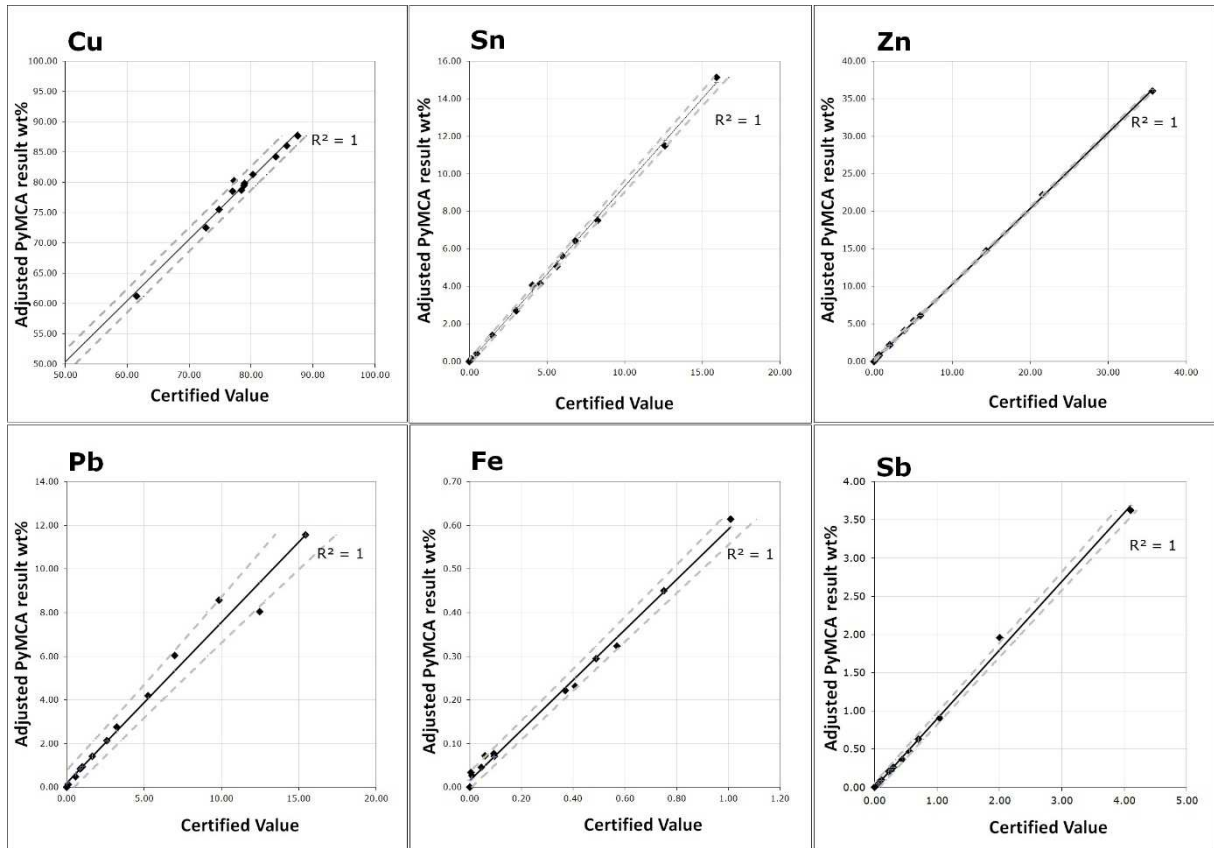 Cu
Adjusted PyMCA result wt%
100.00
95.00
90.00
85.00
80.00
75.00
70.00
65.00
60.00
55.00
50.00
R² = 1
50.00 60.00 70.00 80.00 90.00 100.00
Certified Value
Sn
Adjusted PyMCA result wt%
16.00
14.00
12.00
10.00
8.00
6.00
4.00
2.00
0.00
R² = 1
0.00 5.00 10.00 15.00 20.00
Certified Value
Zn
Adjusted PyMCA result wt%
40.00
35.00
30.00
25.00
20.00
15.00
10.00
5.00
0.00
R² = 1
0.00 10.00 20.00 30.00 40.00
Certified Value
Pb
Adjusted PyMCA result wt%
14.00
12.00
10.00
8.00
6.00
4.00
2.00
0.00
R² = 1
0.00 5.00 10.00 15.00 20.00
Certified Value
Fe
Adjusted PyMCA result wt%
0.70
0.60
0.50
0.40
0.30
0.20
0.10
0.00
R² = 1
0.00 0.20 0.40 0.60 0.80 1.00 1.20
Certified Value
Sb
Adjusted PyMCA result wt%
4.00
3.50
3.00
2.50
2.00
1.50
1.00
0.50
0.00
R² = 1
0.00 1.00 2.00 3.00 4.00 5.00
Certified Value